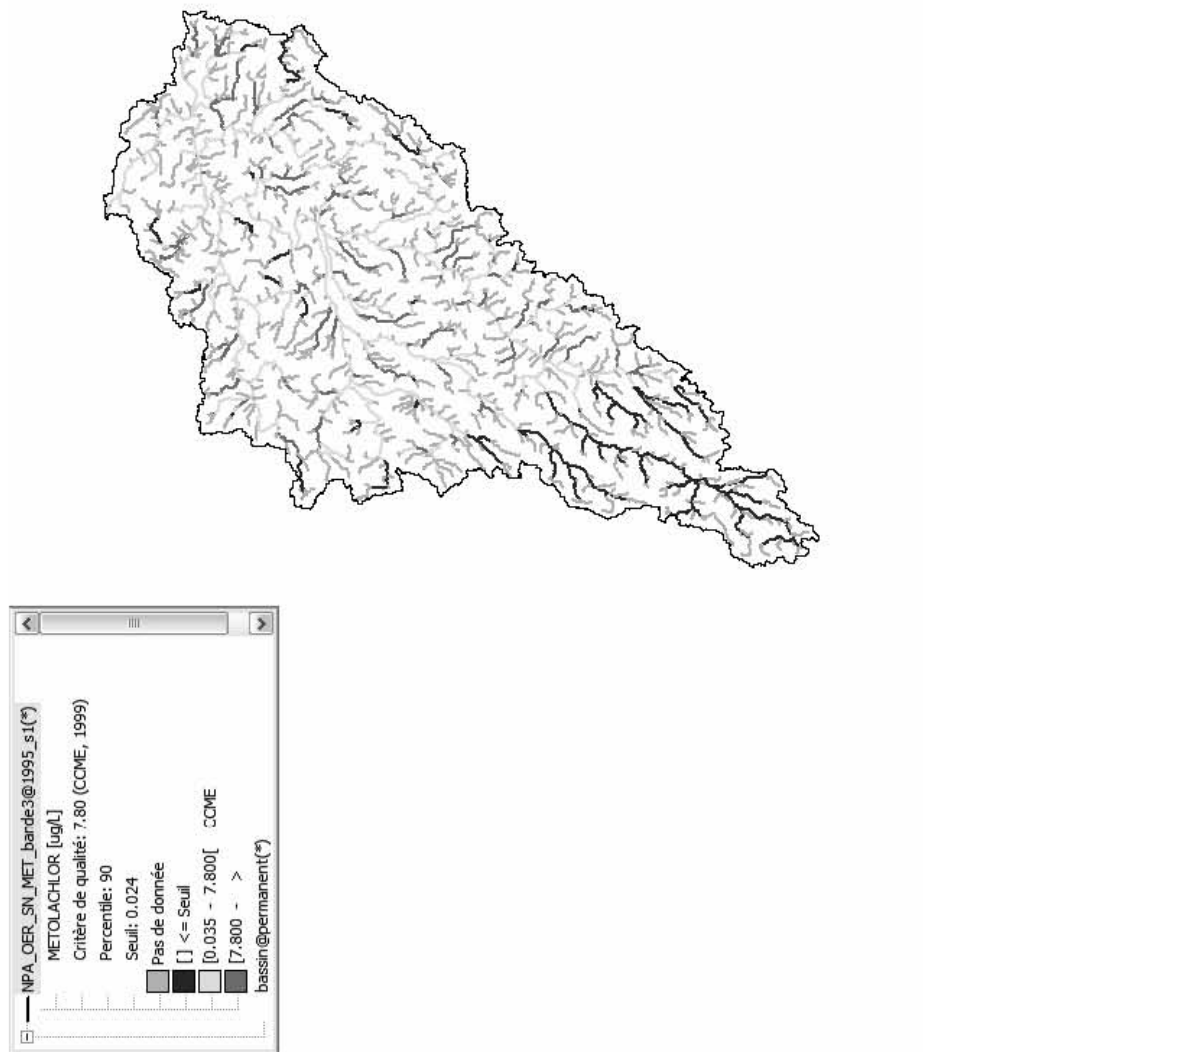 NPA_OER_SN_MET_barde3@1995_s1(*)
METOLACHLOR [ug/L]
Critère de qualité: 7.80 (CCME, 1999)
Percentile: 90
Seuil: 0.024
Pas de donnée
[] <= Seuil
[0.035 - 7.800[ CCME
[7.800 - >
bassin@permanent(*)